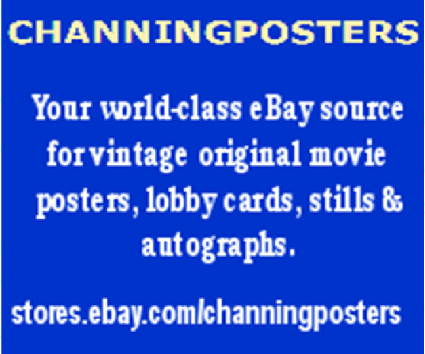 CHANNINGPOSTERS
Your world-class eBay source
for vintage original movie
posters, lobby cards, stills &
autographs.
stores.ebay.com/channingposters